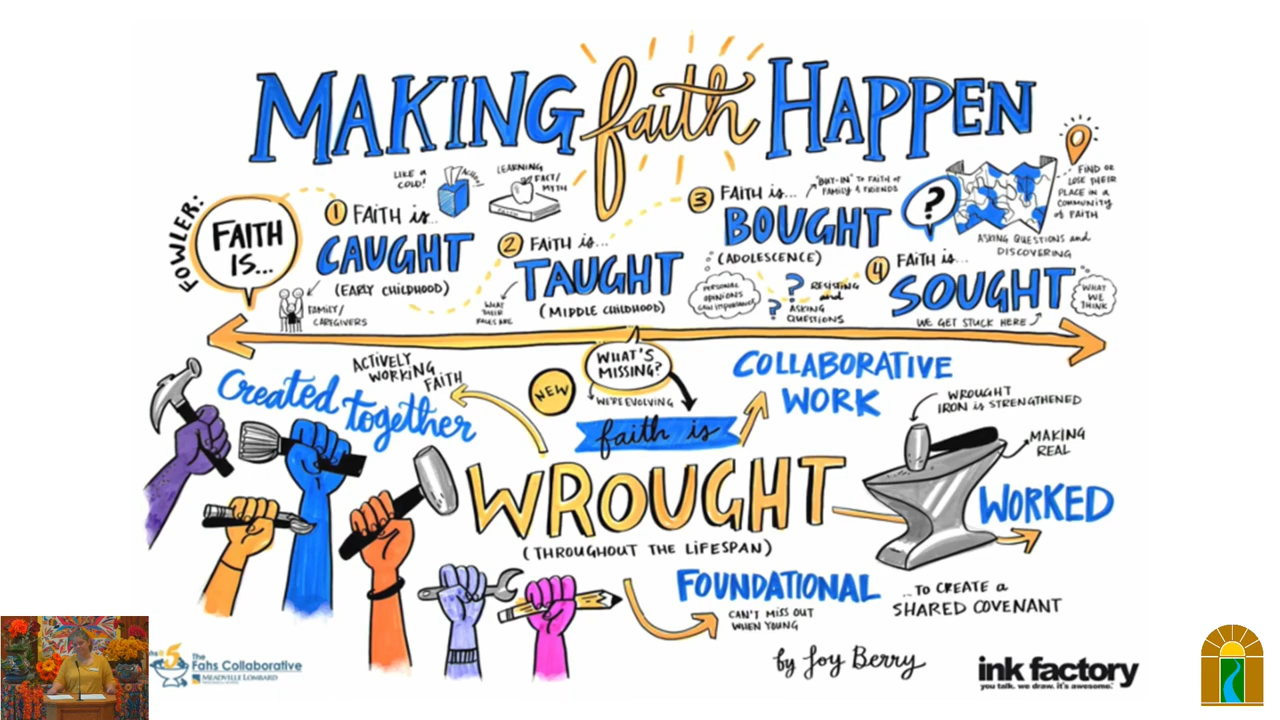 MAKING faith HAPPEN
FOWLER:
FAITH
IS...
1 FAITH is...
CAUGHT
(EARLY CHILDHOOD)
LIKE A
COLD!
FAMILY/
CAREGIVERS
LEARNING
FACT/
MYTH
2 FAITH is...
TAUGHT
(MIDDLE CHILDHOOD)
WHAT
THEIR
ROLES ARE
3 FAITH is...
"BUY-IN" TO FAITH of
FAMILY & FRIENDS
BOUGHT
(ADOLESCENCE)
PERSONAL
OPINIONS
GAIN IMPORTANCE
?
?
RESISTING
and
ASKING
QUESTIONS
?
FIND OR
LOSE THEIR
PLACE IN A
COMMUNITY
of FAITH
ASKING QUESTIONS and
DISCOVERING
4 FAITH is...
SOUGHT
WE GET STUCK HERE
WHAT
WE
THINK
WHAT'S
MISSING?
WE'RE EVOLVING
NEW
faith is
WROUGHT
(THROUGHOUT THE LIFESPAN)
ACTIVELY
WORKING
FAITH
Created together
COLLABORATIVE
WORK
WROUGHT
IRON is STRENGTHENED
MAKING
REAL
WORKED
FOUNDATIONAL
CAN'T MISS OUT
WHEN YOUNG
...TO CREATE a
SHARED COVENANT
The
Fahs Collaborative
MEADVILLE LOMBARD
by Joy Berry
ink factory
you talk. we draw. it's awesome.